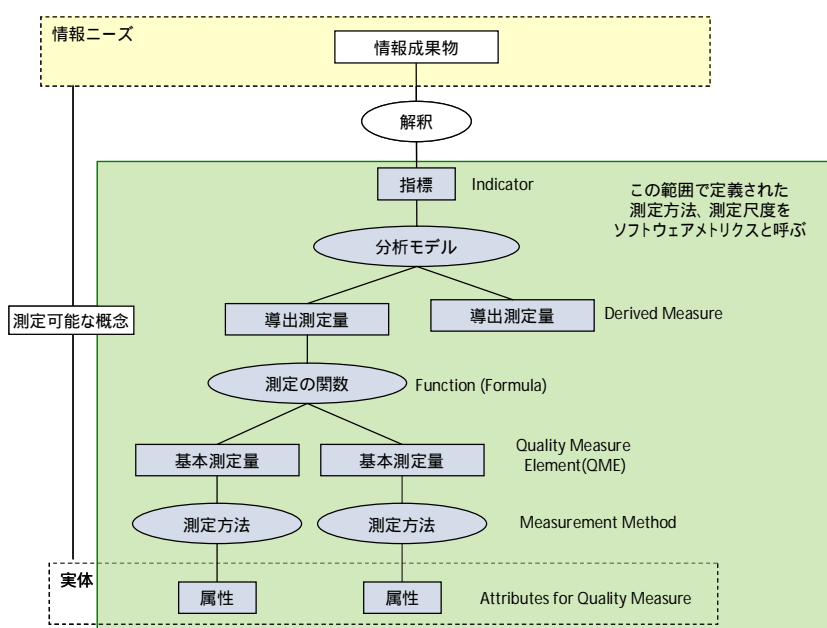 情報ニーズ
情報成果物
解釈
指標 Indicator
この範囲で定義された
測定方法、測定尺度を
ソフトウェアメトリクスと呼ぶ
分析モデル
測定可能な概念
導出測定量 導出測定量 Derived Measure
測定の関数 Function (Formula)
基本測定量 基本測定量 Quality Measure
Element(QME)
測定方法 測定方法 Measurement Method
実体
属性 属性 Attributes for Quality Measure